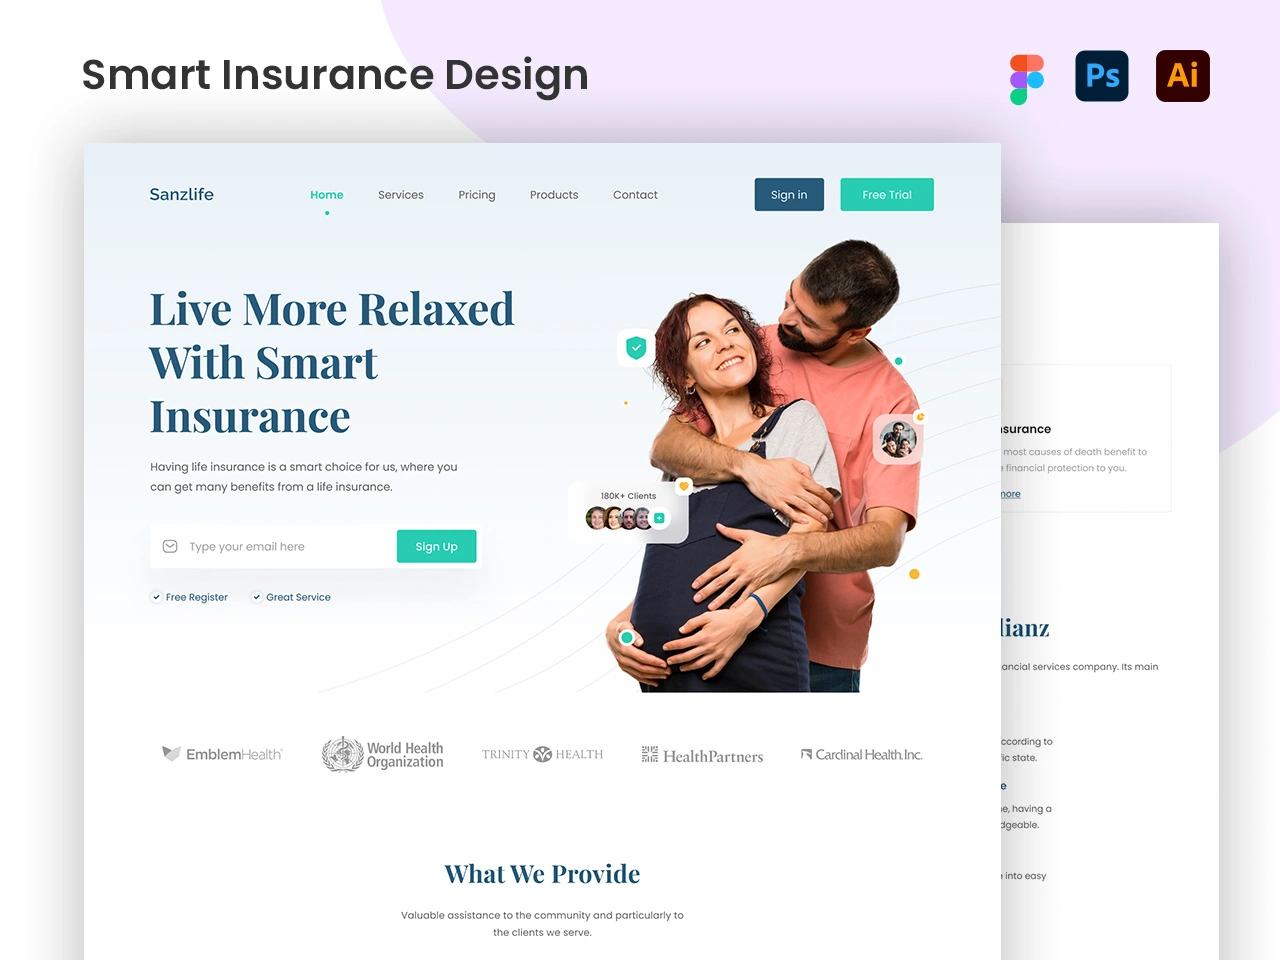 Smart Insurance Design
Ps
Ai
Sanzlife
Home
Services
Pricing
Products
Contact
Sign in
Free Trial
Live More Relaxed
With Smart
Insurance
Having life insurance is a smart choice for us, where you
can get many benefits from a life insurance.
Type your email here
Sign Up
Free Register
Great Service
180K+ Clients
EmblemHealth
World Health
Organization
TRINITY HEALTH
HealthPartners
Cardinal Health, Inc.
What We Provide
Valuable assistance to the community and particularly to
the clients we serve.
nsurance
most causes of death benefit to
financial protection to you.
more
lianz
ancial services company. Its main
ccording to
ic state.
e, having a
dgeable.
into easy